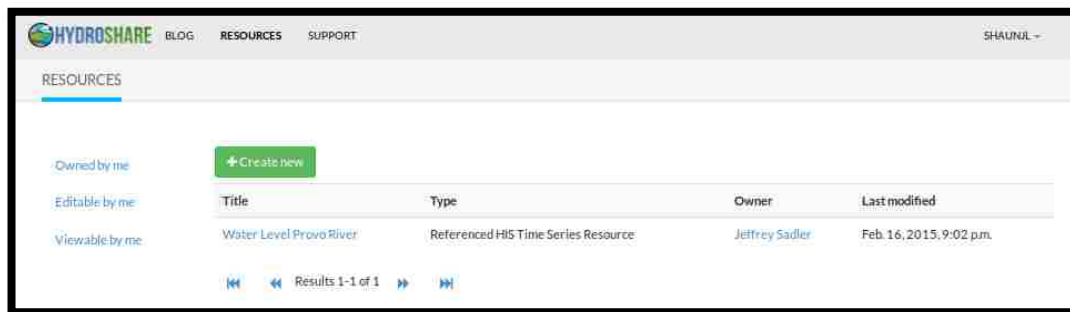 HYDROSHARE BLOG RESOURCES SUPPORT SHAUNJL
RESOURCES
Owned by me
Editable by me
Viewable by me
+ Create new
Title Type Owner Last modified
Water Level Provo River Referenced HIS Time Series Resource Jeffrey Sadler Feb. 16, 2015, 9:02 p.m.
Results 1-1 of 1